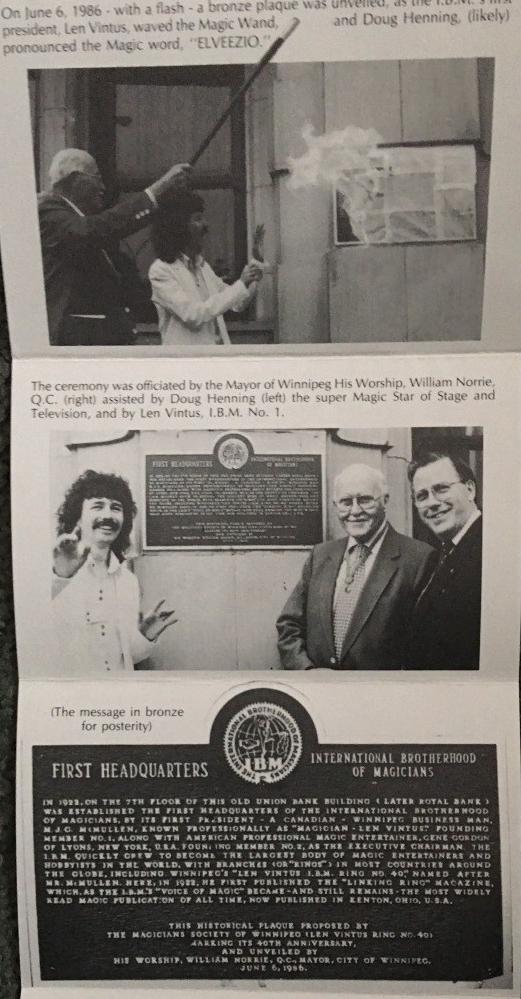 On June 6, 1986 - with a flash - a bronze plaque was unveiled, as the I.B.M.'s first
president, Len Vintus, waved the Magic Wand, and Doug Henning, (likely)
pronounced the Magic word, "ELVEEZIO."
The ceremony was officiated by the Mayor of Winnipeg His Worship, William Norrie,
Q.C. (right) assisted by Doug Henning (left) the super Magic Star of Stage and
Television, and by Len Vintus, I.B.M. No. 1.
FIRST HEADQUARTERS
INTERNATIONAL BROTHERHOOD
OF MAGICIANS
(The message in bronze
for posterity)
THE INTERNATIONAL BROTHERHOOD OF MAGICIANS
IBM
FIRST HEADQUARTERS
INTERNATIONAL BROTHERHOOD
OF MAGICIANS
IN 1922, ON THE 7TH FLOOR OF THIS OLD UNION BANK BUILDING (LATER ROYAL BANK)
WAS ESTABLISHED THE FIRST HEADQUARTERS OF THE INTERNATIONAL BROTHERHOOD
OF MAGICIANS, BY ITS FIRST PRESIDENT - A CANADIAN - WINNIPEG BUSINESS MAN,
M.J.G. McMULLEN, KNOWN PROFESSIONALLY AS "MAGICIAN - LEN VINTUS" FOUNDING
MEMBER NO.1, ALONG WITH AMERICAN PROFESSIONAL MAGIC ENTERTAINER, GENE GORDON
OF LYONS, NEW YORK, U.S.A. FOUNDING MEMBER NO.2, AS THE EXECUTIVE CHAIRMAN. THE
I.B.M. QUICKLY GREW TO BECOME THE LARGEST BODY OF MAGIC ENTERTAINERS AND
HOBBYISTS IN THE WORLD, WITH BRANCHES (OR "RINGS") IN MOST COUNTRIES AROUND
THE GLOBE, INCLUDING WINNIPEG'S "LEN VINTUS I.B.M. RING NO. 40", NAMED AFTER
MR. McMULLEN. HERE, IN 1922, HE FIRST PUBLISHED THE "LINKING RING" MAGAZINE,
WHICH, AS THE I.B.M.'S "VOICE OF MAGIC" BECAME - AND STILL REMAINS - THE MOST WIDELY
READ MAGIC PUBLICATION OF ALL TIME, NOW PUBLISHED IN KENTON, OHIO, U.S.A.
THIS HISTORICAL PLAQUE PROPOSED BY
THE MAGICIANS SOCIETY OF WINNIPEG (LEN VINTUS RING NO.40)
MARKING ITS 40TH ANNIVERSARY,
AND UNVEILED BY
HIS WORSHIP, WILLIAM NORRIE, Q.C., MAYOR, CITY OF WINNIPEG.
JUNE 6, 1986.